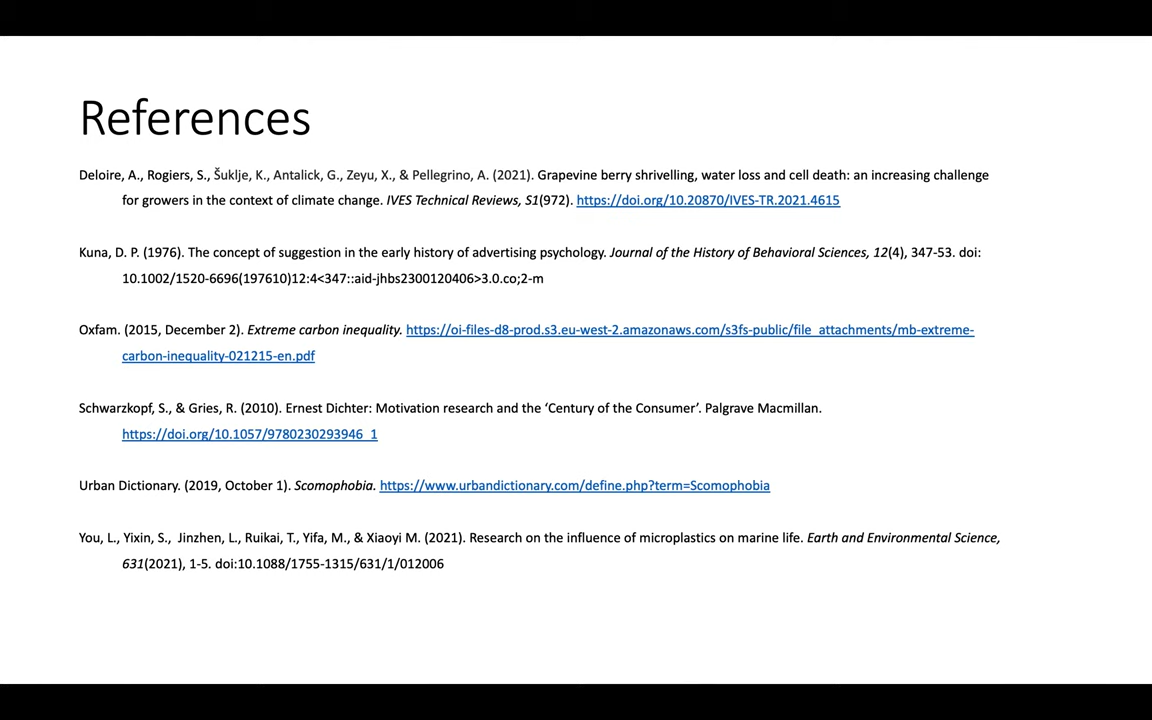 References
Deloire, A., Rogiers, S., Šuklje, K., Antalick, G., Zeyu, X., & Pellegrino, A. (2021). Grapevine berry shrivelling, water loss and cell death: an increasing challenge
for growers in the context of climate change. IVES Technical Reviews, S1(972). https://doi.org/10.20870/IVES-TR.2021.4615
Kuna, D. P. (1976). The concept of suggestion in the early history of advertising psychology. Journal of the History of Behavioral Sciences, 12(4), 347-53. doi:
10.1002/1520-6696(197610)12:4<347::aid-jhbs2300120406>3.0.co;2-m
Oxfam. (2015, December 2). Extreme carbon inequality. https://oi-files-d8-prod.s3.eu-west-2.amazonaws.com/s3fs-public/file_attachments/mb-extreme-
carbon-inequality-021215-en.pdf
Schwarzkopf, S., & Gries, R. (2010). Ernest Dichter: Motivation research and the ‘Century of the Consumer’. Palgrave Macmillan.
https://doi.org/10.1057/9780230293946_1
Urban Dictionary. (2019, October 1). Scomophobia. https://www.urbandictionary.com/define.php?term=Scomophobia
You, L., Yixin, S., Jinzhen, L., Ruikai, T., Yifa, M., & Xiaoyi M. (2021). Research on the influence of microplastics on marine life. Earth and Environmental Science,
631(2021), 1-5. doi:10.1088/1755-1315/631/1/012006